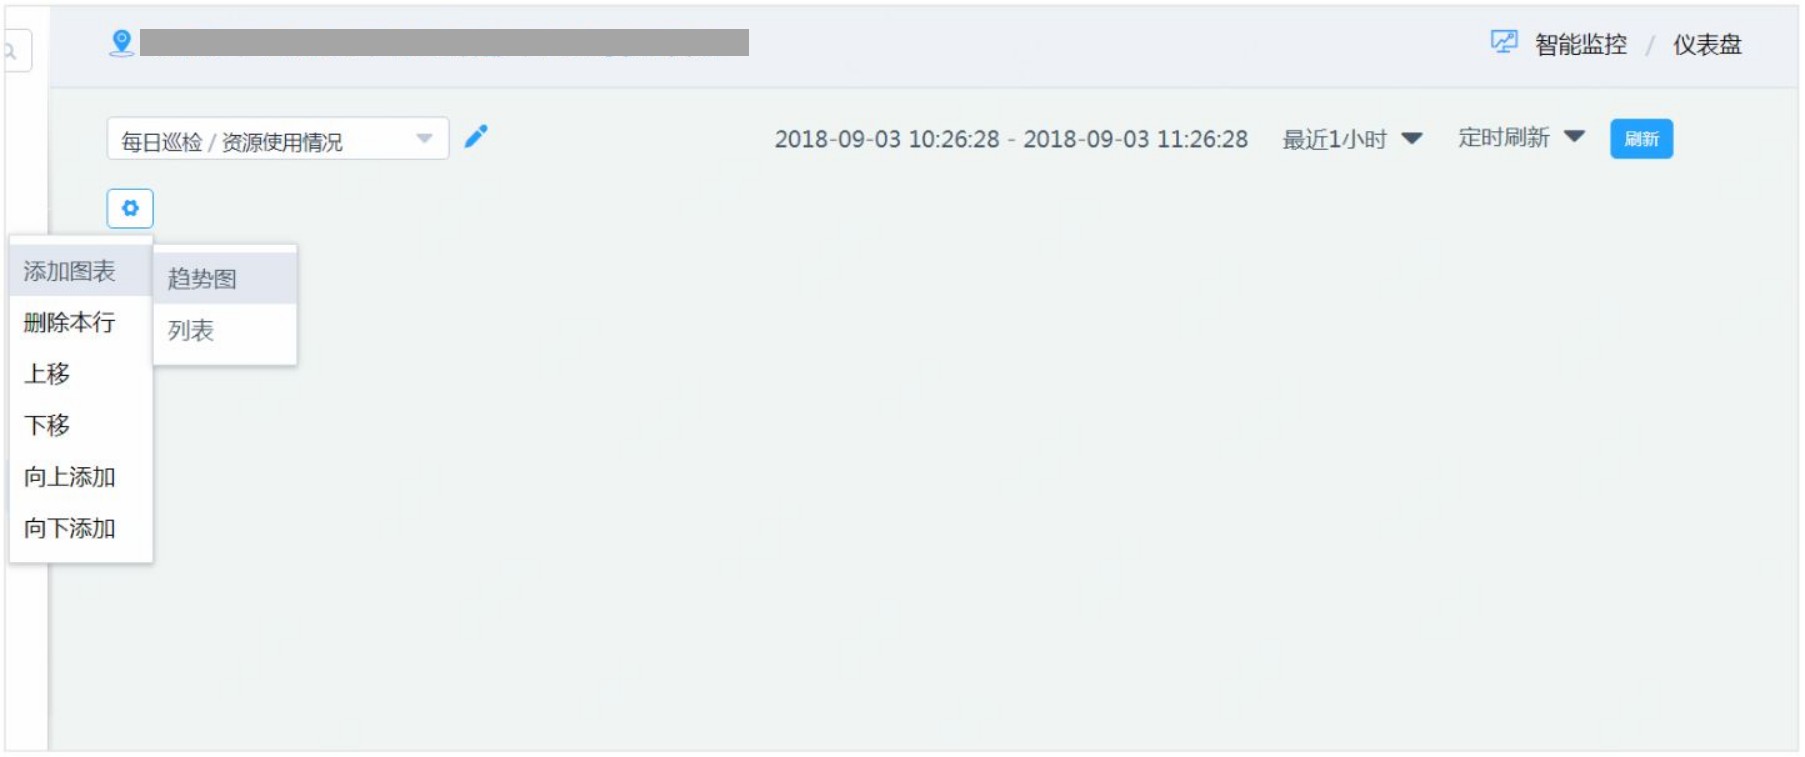 智能监控 / 仪表盘
每日巡检 / 资源使用情况
2018-09-03 10:26:28 - 2018-09-03 11:26:28 最近1小时 定时刷新 刷新
添加图表
删除本行
上移
下移
向上添加
向下添加
趋势图
列表